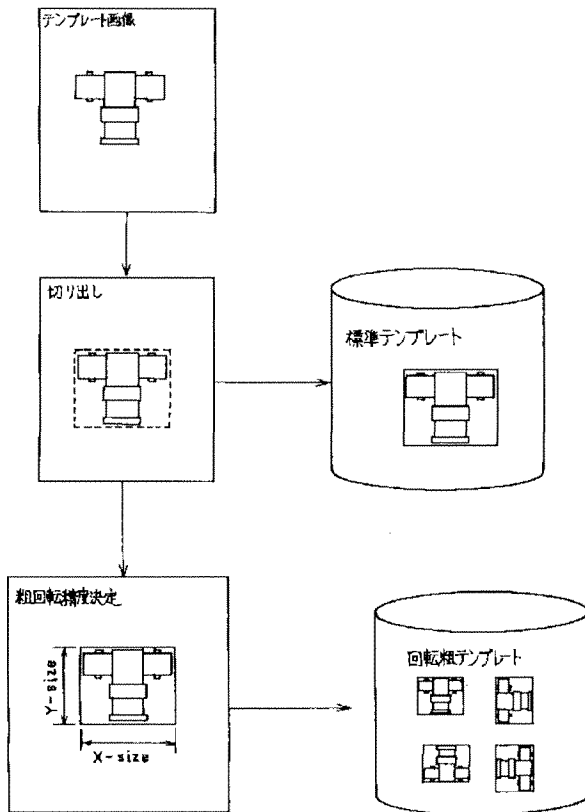 テンプレート画像
切り出し
標準テンプレート
粗回転精度決定
Y-size
X-size
回転粗テンプレート